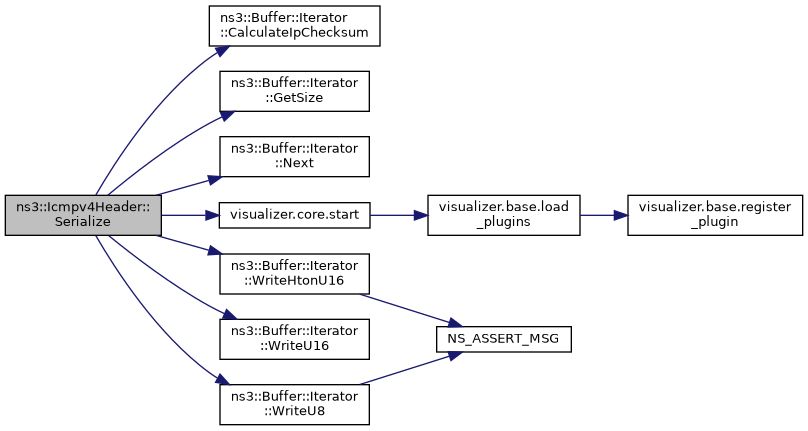 ns3::Icmpv4Header::
Serialize
ns3::Buffer::Iterator
::CalculateIpChecksum
ns3::Buffer::Iterator
::GetSize
ns3::Buffer::Iterator
::Next
visualizer.core.start
visualizer.base.load
_plugins
visualizer.base.register
_plugin
ns3::Buffer::Iterator
::WriteHtonU16
NS_ASSERT_MSG
ns3::Buffer::Iterator
::WriteU16
ns3::Buffer::Iterator
::WriteU8